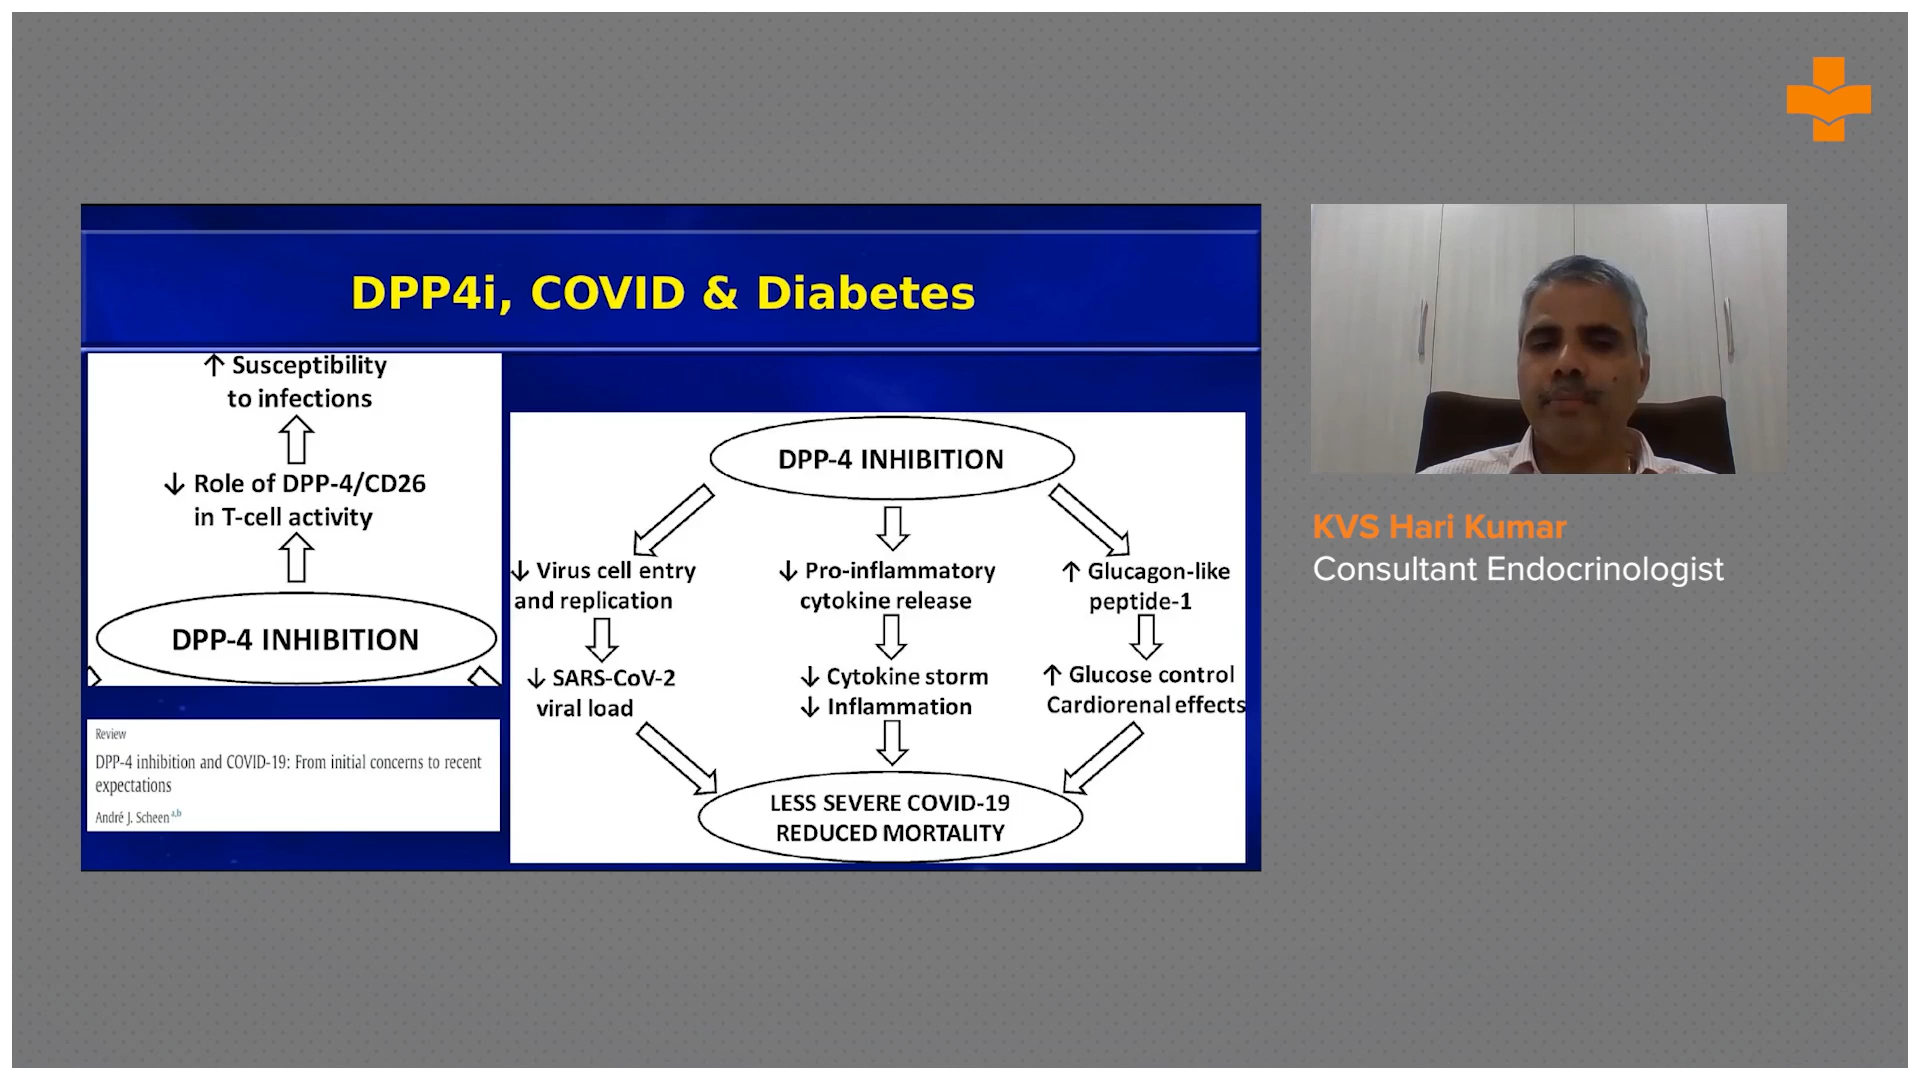 DPP4i, COVID & Diabetes
↑ Susceptibility
to infections
↓ Role of DPP-4/CD26
in T-cell activity
DPP-4 INHIBITION
Review
DPP-4 inhibition and COVID-19: From initial concerns to recent
expectations
André J. Scheen a,b
DPP-4 INHIBITION
↓ Virus cell entry
and replication
↓ SARS-CoV-2
viral load
↓ Pro-inflammatory
cytokine release
↓ Cytokine storm
↓ Inflammation
↑ Glucagon-like
peptide-1
↑ Glucose control
Cardiorenal effects
LESS SEVERE COVID-19
REDUCED MORTALITY
KVS Hari Kumar
Consultant Endocrinologist